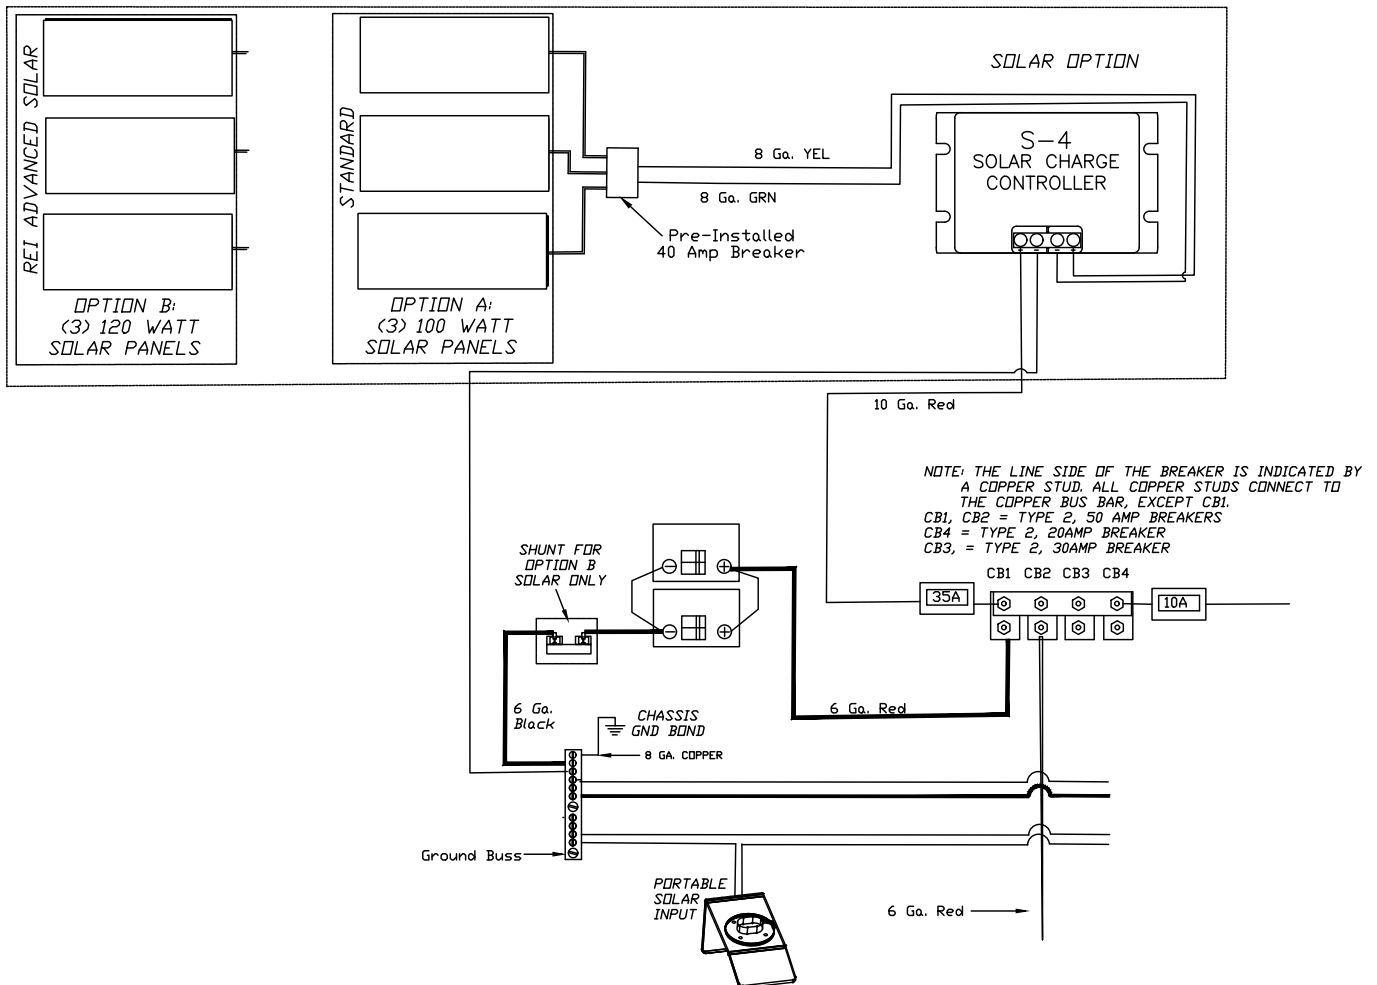 REI ADVANCED SOLAR
OPTION B:
(3) 120 WATT
SOLAR PANELS
STANDARD
OPTION A:
(3) 100 WATT
SOLAR PANELS
8 Ga. YEL
8 Ga. GRN
Pre-Installed
40 Amp Breaker
SOLAR OPTION
S-4
SOLAR CHARGE
CONTROLLER
10 Ga. Red
NOTE: THE LINE SIDE OF THE BREAKER IS INDICATED BY
A COPPER STUD. ALL COPPER STUDS CONNECT TO
THE COPPER BUS BAR, EXCEPT CB1.
CB1, CB2 = TYPE 2, 50 AMP BREAKERS
CB4 = TYPE 2, 20AMP BREAKER
CB3, = TYPE 2, 30AMP BREAKER
CB1 CB2 CB3 CB4
35A
10A
SHUNT FOR
OPTION B
SOLAR ONLY
6 Ga.
Black
CHASSIS
GND BOND
8 GA. COPPER
6 Ga. Red
Ground Buss
PORTABLE
SOLAR
INPUT
6 Ga. Red